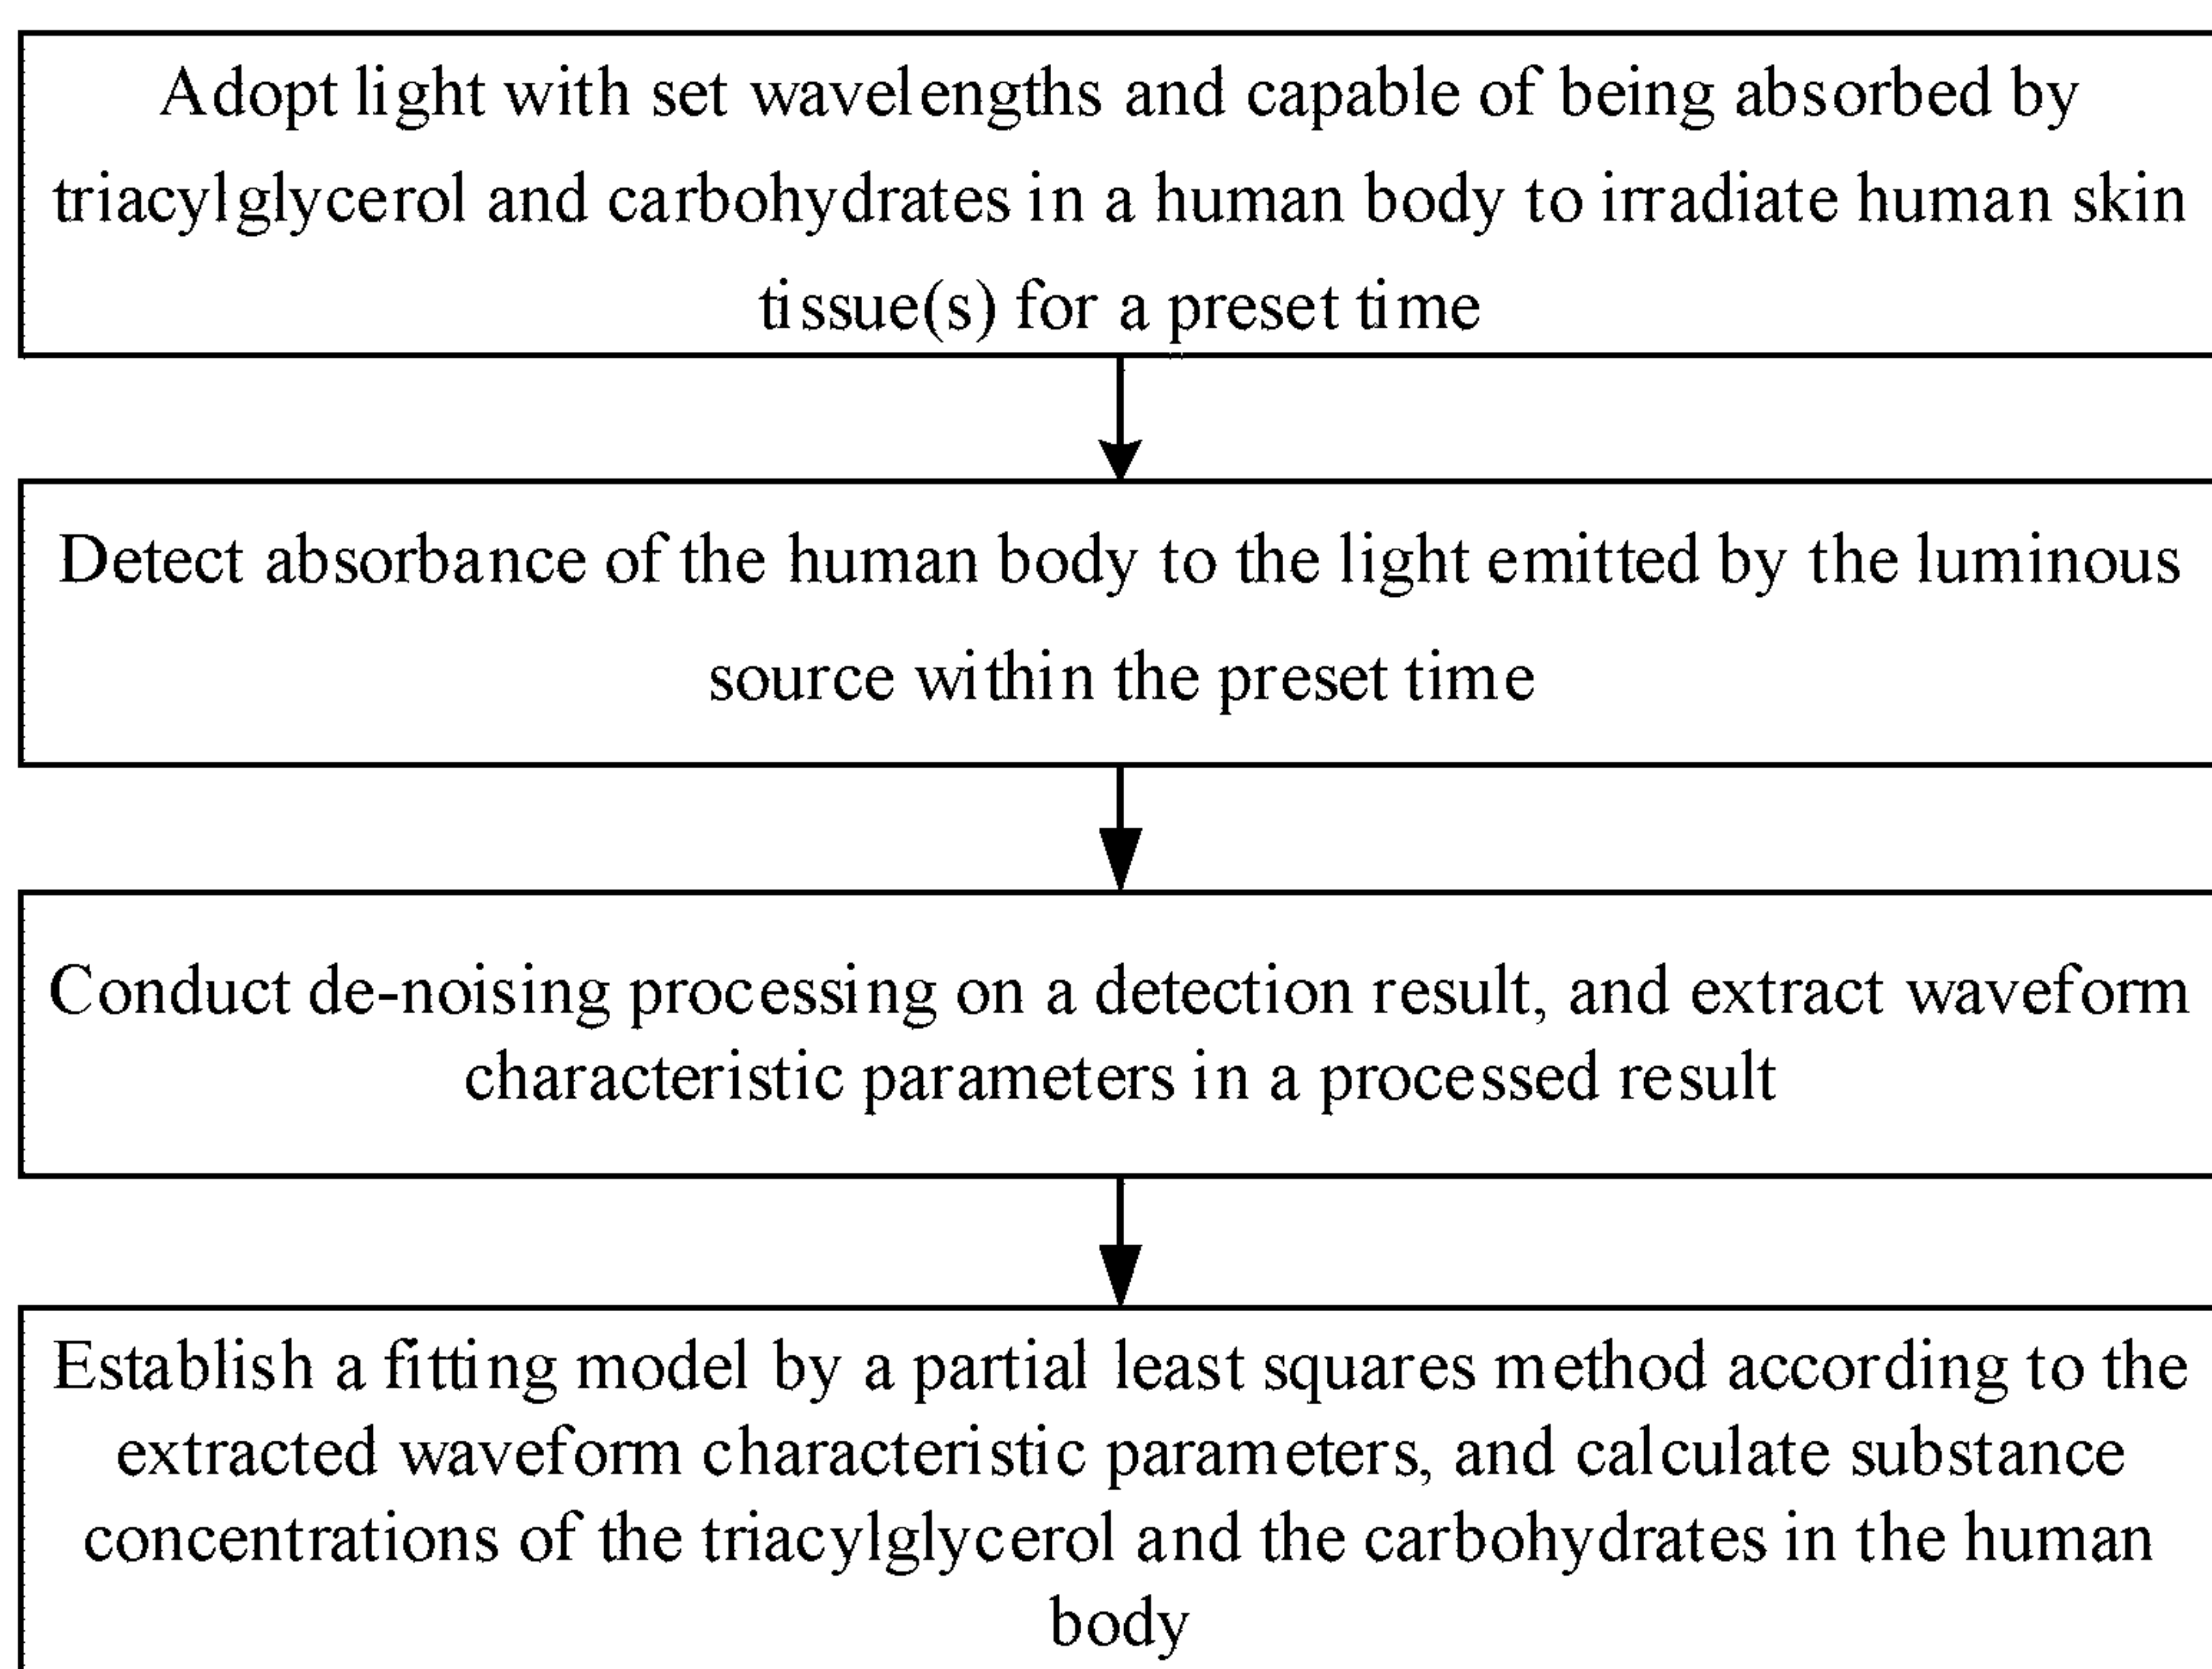 Adopt light with set wavelengths and capable of being absorbed by
triacylglycerol and carbohydrates in a human body to irradiate human skin
tissue(s) for a preset time
Detect absorbance of the human body to the light emitted by the luminous
source within the preset time
Conduct de-noising processing on a detection result, and extract waveform
characteristic parameters in a processed result
Establish a fitting model by a partial least squares method according to the
extracted waveform characteristic parameters, and calculate substance
concentrations of the triacylglycerol and the carbohydrates in the human
body